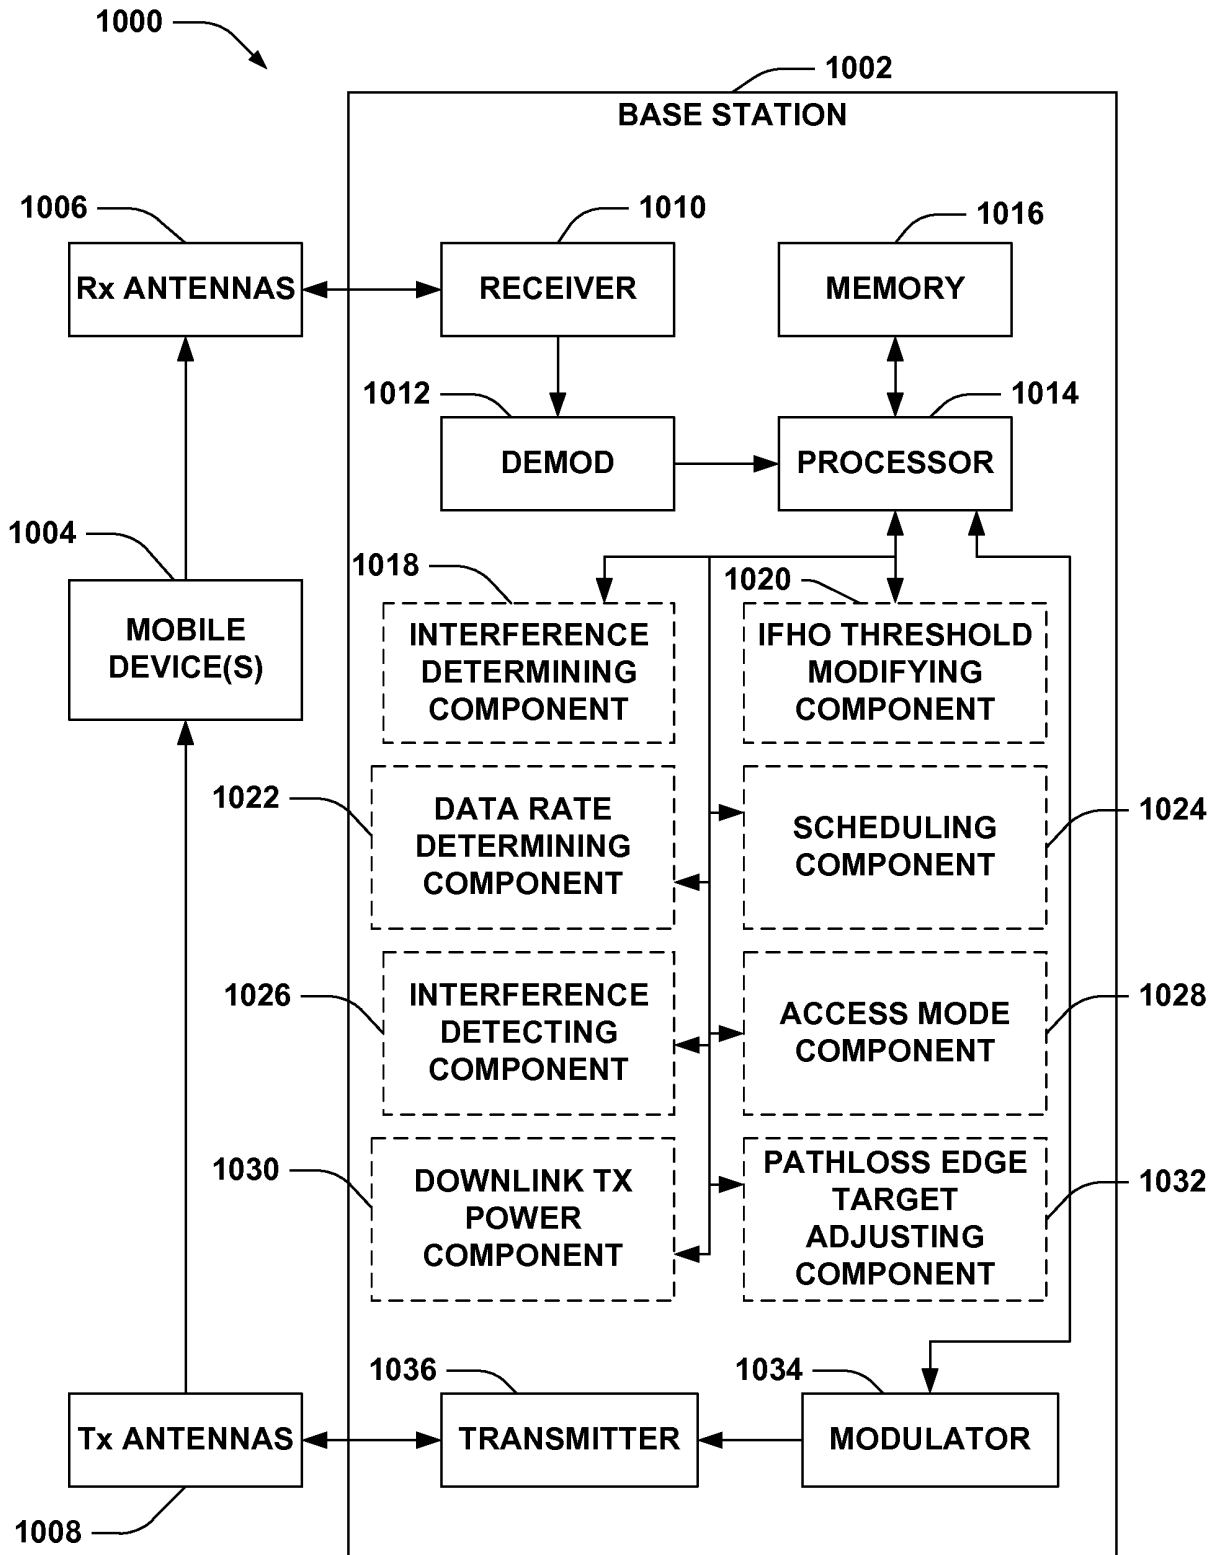 1000
1002
BASE STATION
1006
1010
1016
Rx ANTENNAS
RECEIVER
MEMORY
1012
1014
DEMOD
PROCESSOR
1004
MOBILE
DEVICE(S)
1018
1020
INTERFERENCE
DETERMINING
COMPONENT
IFHO THRESHOLD
MODIFYING
COMPONENT
1022
DATA RATE
DETERMINING
COMPONENT
SCHEDULING
COMPONENT
1024
1026
INTERFERENCE
DETECTING
COMPONENT
ACCESS MODE
COMPONENT
1028
1030
DOWNLINK TX
POWER
COMPONENT
PATHLOSS EDGE
TARGET
ADJUSTING
COMPONENT
1032
1036
1034
Tx ANTENNAS
TRANSMITTER
MODULATOR
1008